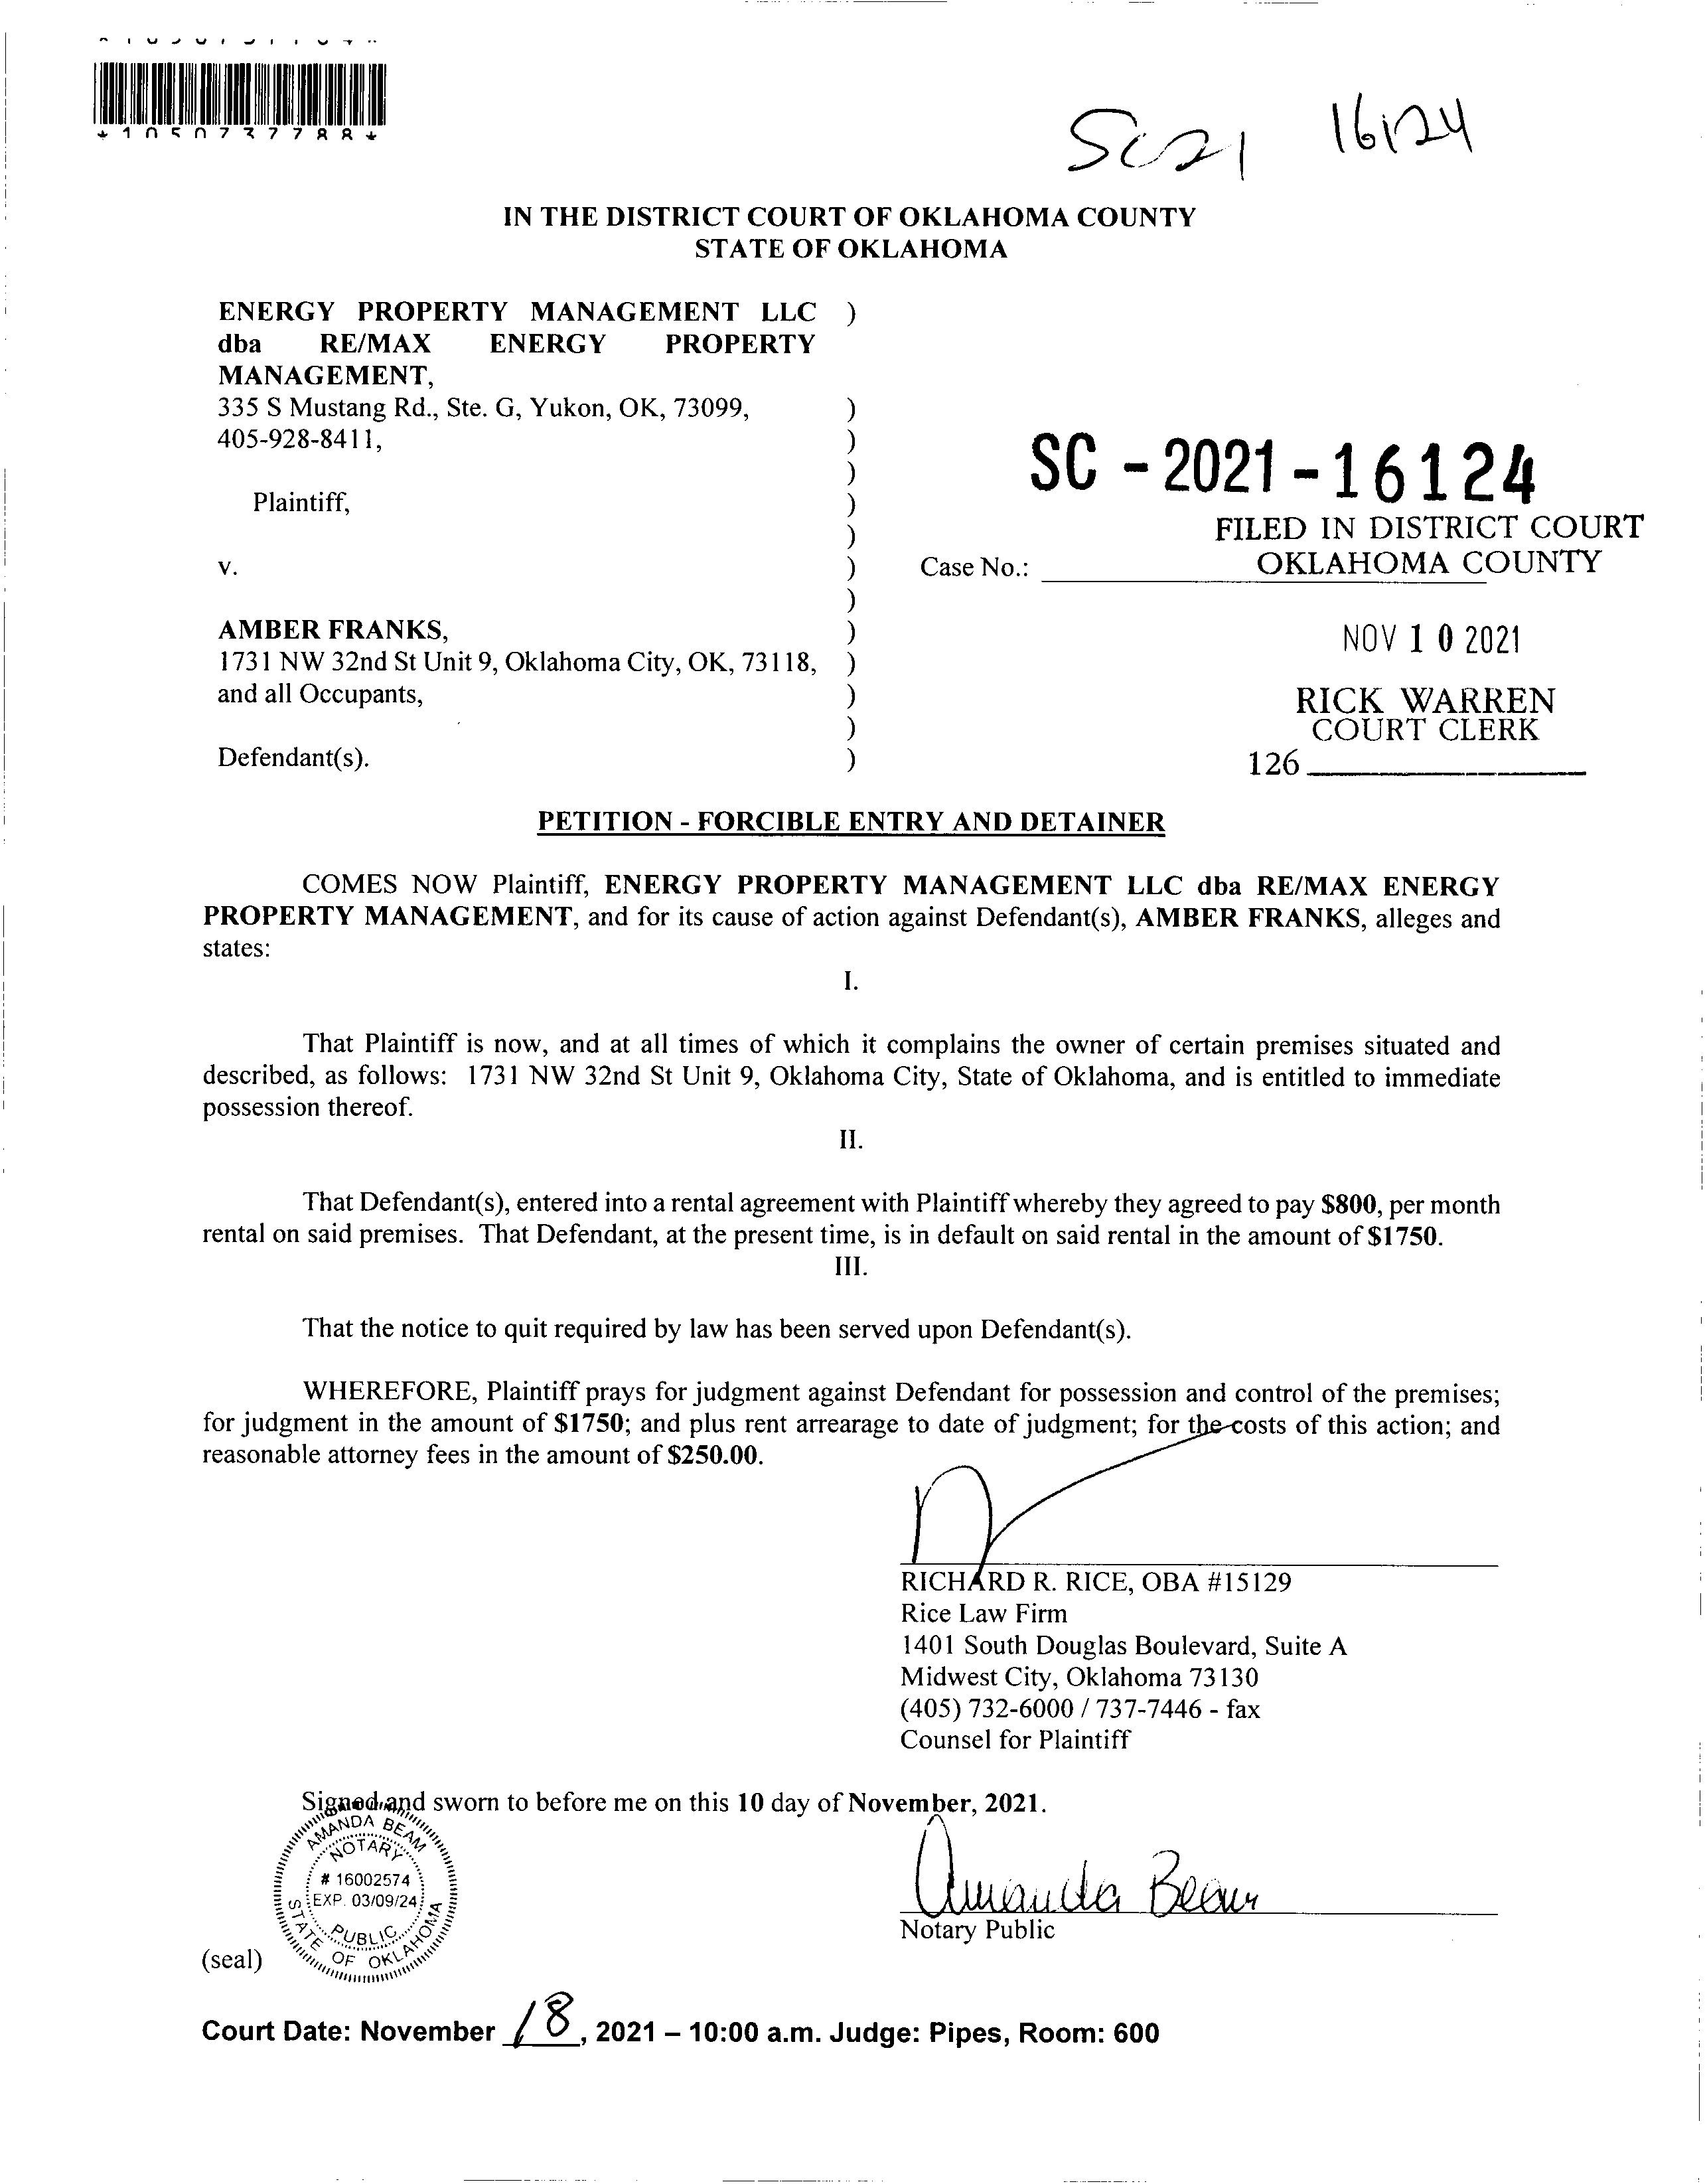 *1050737788*
SC21 16124
IN THE DISTRICT COURT OF OKLAHOMA COUNTY
STATE OF OKLAHOMA
ENERGY PROPERTY MANAGEMENT LLC )
dba RE/MAX ENERGY PROPERTY
MANAGEMENT,
335 S Mustang Rd., Ste. G, Yukon, OK, 73099, )
405-928-8411, )
)
Plaintiff, )
)
v. )
)
AMBER FRANKS, )
1731 NW 32nd St Unit 9, Oklahoma City, OK, 73118, )
and all Occupants, )
)
Defendant(s). )
SC - 2021 - 16124
FILED IN DISTRICT COURT
Case No.: OKLAHOMA COUNTY
NOV 10 2021
RICK WARREN
COURT CLERK
126
PETITION - FORCIBLE ENTRY AND DETAINER
COMES NOW Plaintiff, ENERGY PROPERTY MANAGEMENT LLC dba RE/MAX ENERGY
PROPERTY MANAGEMENT, and for its cause of action against Defendant(s), AMBER FRANKS, alleges and
states:
I.
That Plaintiff is now, and at all times of which it complains the owner of certain premises situated and
described, as follows: 1731 NW 32nd St Unit 9, Oklahoma City, State of Oklahoma, and is entitled to immediate
possession thereof.
II.
That Defendant(s), entered into a rental agreement with Plaintiff whereby they agreed to pay $800, per month
rental on said premises. That Defendant, at the present time, is in default on said rental in the amount of $1750.
III.
That the notice to quit required by law has been served upon Defendant(s).
WHEREFORE, Plaintiff prays for judgment against Defendant for possession and control of the premises;
for judgment in the amount of $1750; and plus rent arrearage to date of judgment; for the costs of this action; and
reasonable attorney fees in the amount of $250.00.
RICHARD R. RICE, OBA #15129
Rice Law Firm
1401 South Douglas Boulevard, Suite A
Midwest City, Oklahoma 73130
(405) 732-6000 / 737-7446 - fax
Counsel for Plaintiff
Signed and sworn to before me on this 10 day of November, 2021.
AMANDA BEAM
NOTARY
# 16002574
EXP. 03/09/24
PUBLIC
STATE OF OKLAHOMA
Amanda Beam
Notary Public
(seal)
Court Date: November 18, 2021 – 10:00 a.m. Judge: Pipes, Room: 600